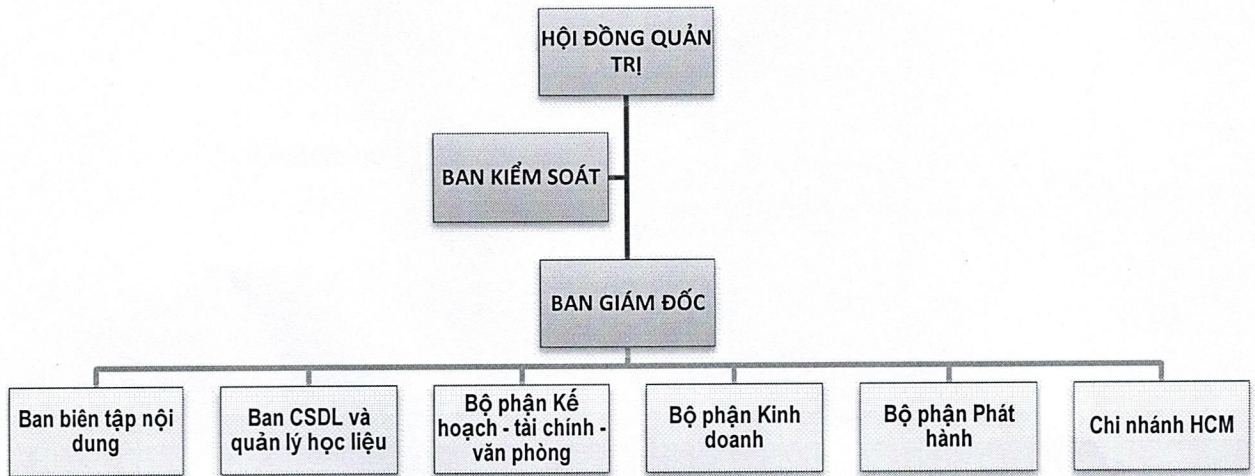 HỘI ĐỒNG QUẢN
TRỊ
BAN KIỂM SOÁT
BAN GIÁM ĐỐC
Ban biên tập nội
dung
Ban CSDL và
quản lý học liệu
Bộ phận Kế
hoạch - tài chính -
văn phòng
Bộ phận Kinh
doanh
Bộ phận Phát
hành
Chi nhánh HCM